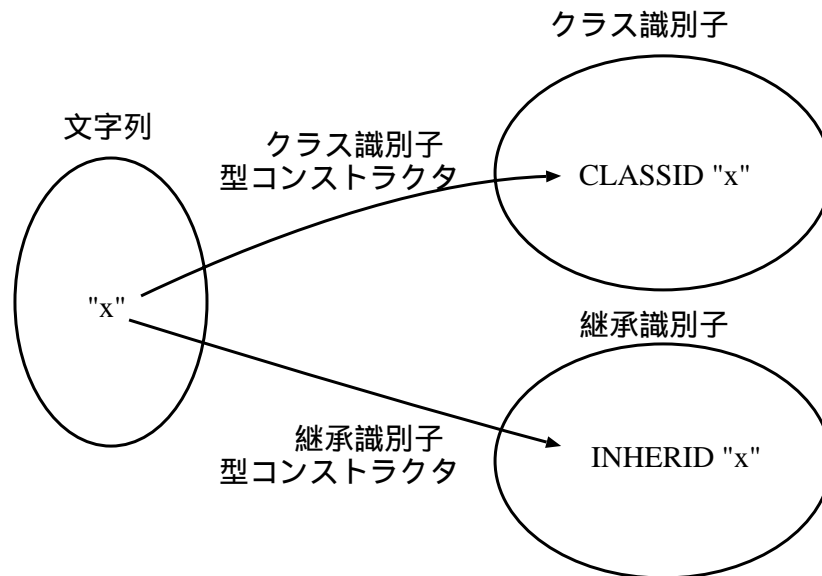 クラス識別子
文字列
クラス識別子
型コンストラクタ
CLASSID "x"
"x"
継承識別子
継承識別子
型コンストラクタ
INHERID "x"